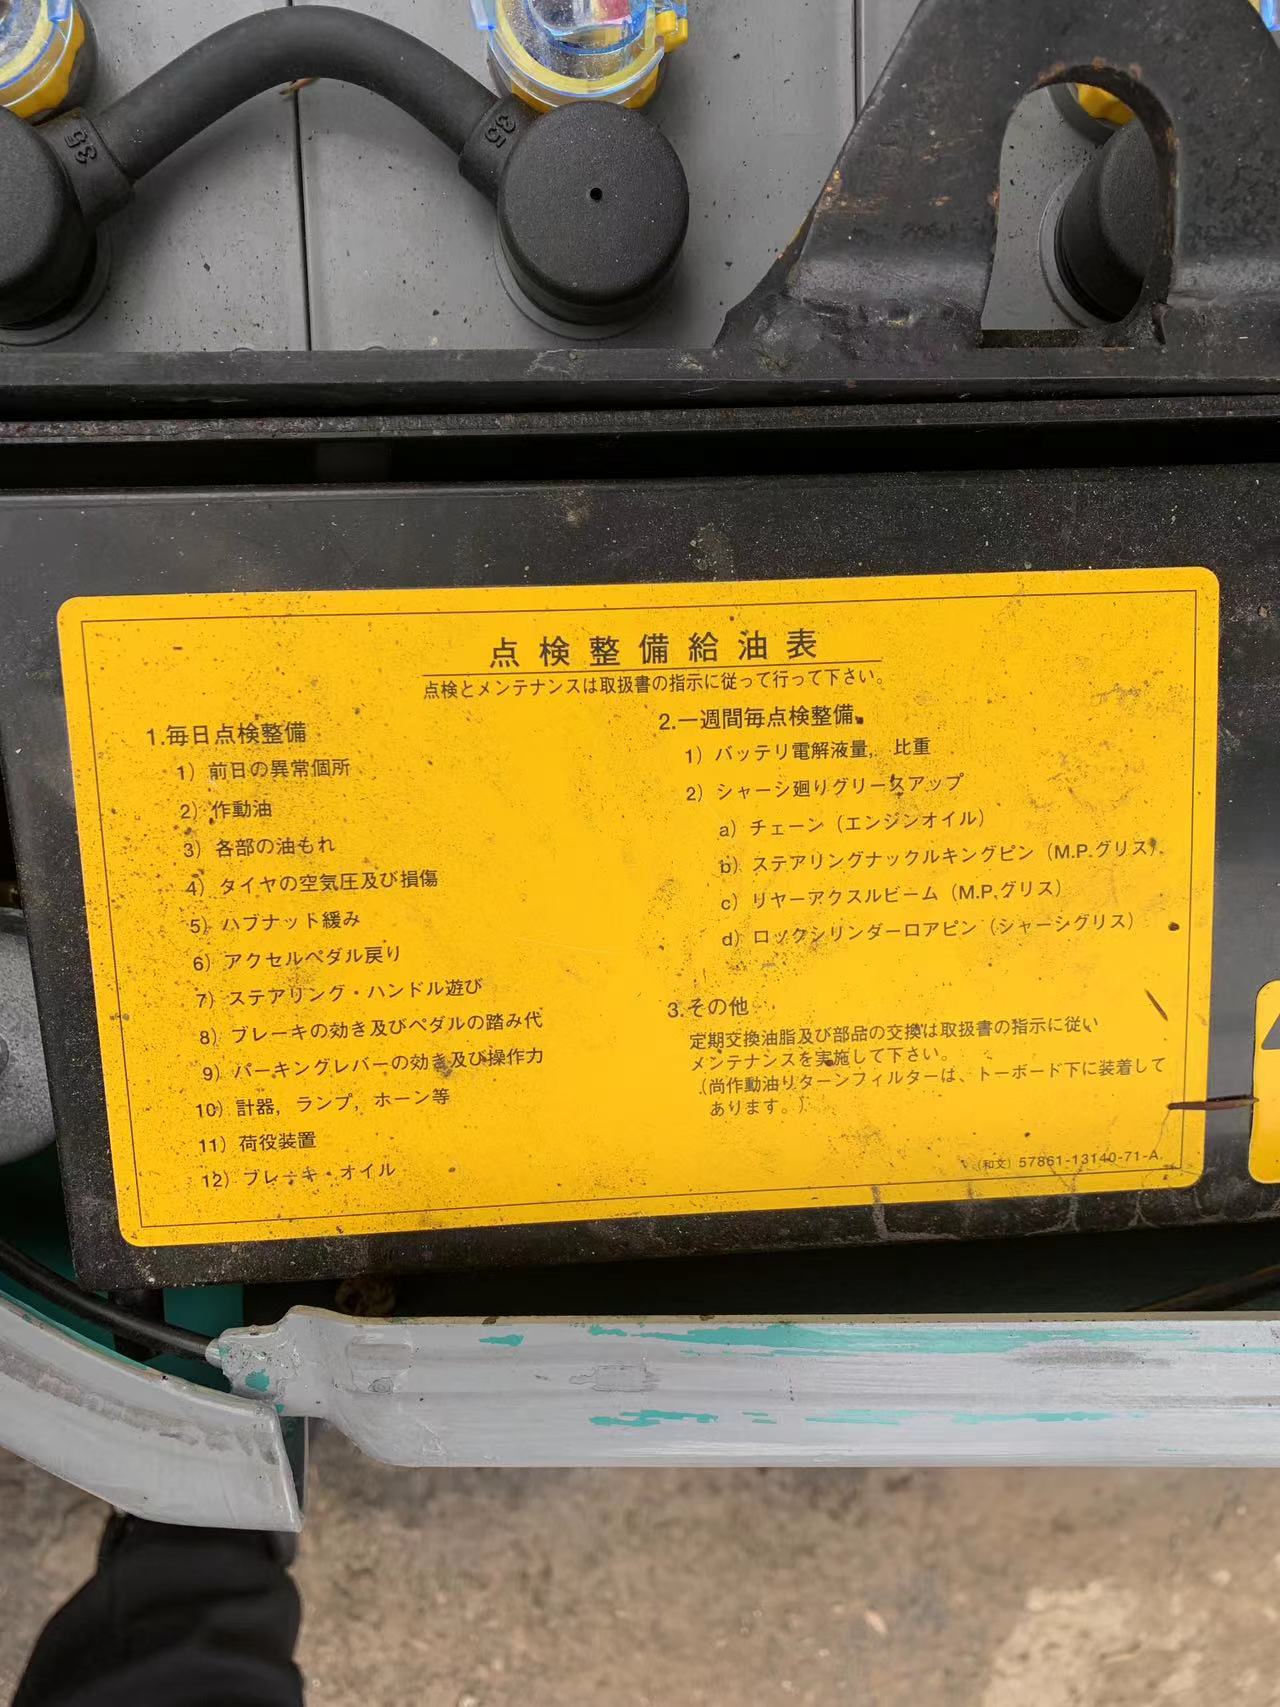 35
35
点検整備給油表
点検とメンテナンスは取扱書の指示に従って行って下さい。
1.毎日点検整備
1）前日の異常個所
2）作動油
3）各部の油もれ
4）タイヤの空気圧及び損傷
5）ハブナット緩み
6）アクセルペダル戻り
7）ステアリング・ハンドル遊び
8）ブレーキの効き及びペダルの踏み代
9）パーキングレバーの効き及び操作力
10）計器，ランプ，ホーン等
11）荷役装置
12）ブレーキ・オイル
2.一週間毎点検整備
1）バッテリ電解液量， 比重
2）シャーシ廻りグリースアップ
a）チェーン（エンジンオイル）
b）ステアリングナックルキングピン（M.P.グリス）
c）リヤーアクスルビーム（M.P.グリス）
d）ロックシリンダーロアピン（シャーシグリス）
3.その他
定期交換油脂及び部品の交換は取扱書の指示に従い
メンテナンスを実施して下さい。
（尚作動油リターンフィルターは、トーボード下に装着して
あります。）
（和文）57861-13140-71-A